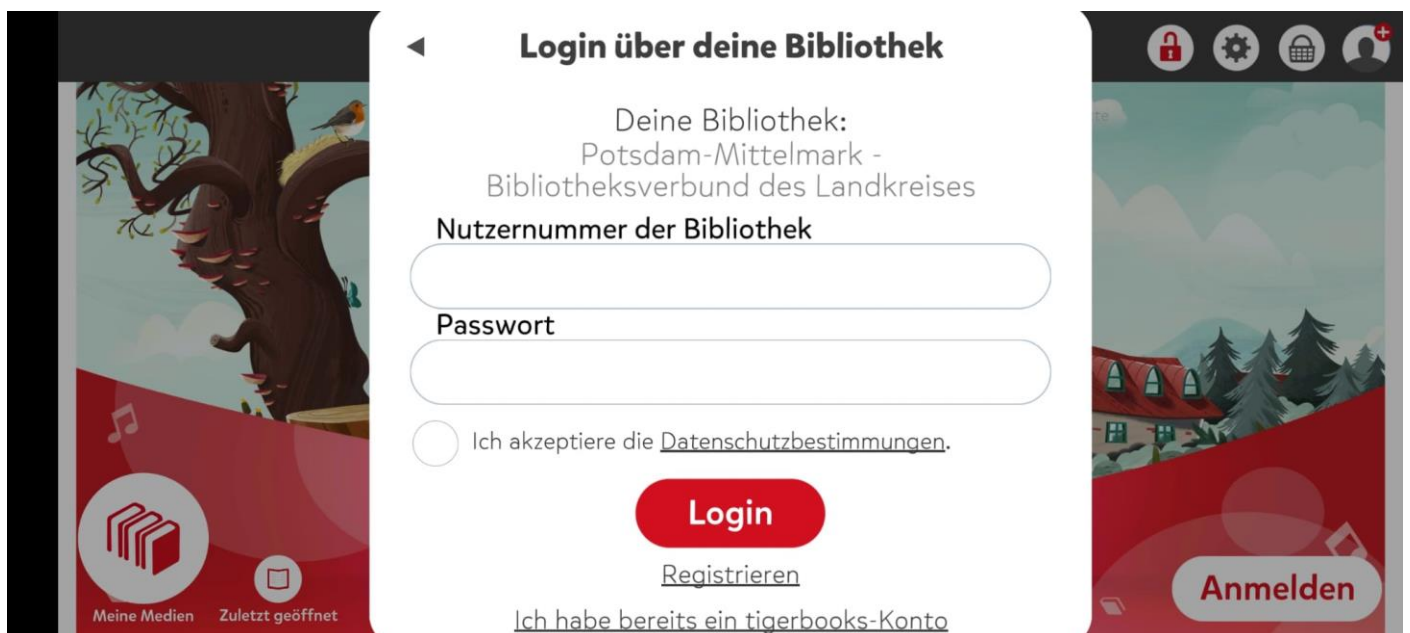 Login über deine Bibliothek
Deine Bibliothek:
Potsdam-Mittelmark -
Bibliotheksverbund des Landkreises
Nutzernummer der Bibliothek
Passwort
Ich akzeptiere die Datenschutzbestimmungen.
Login
Registrieren
Ich habe bereits ein tigerbooks-Konto
Meine Medien
Zuletzt geöffnet
Anmelden